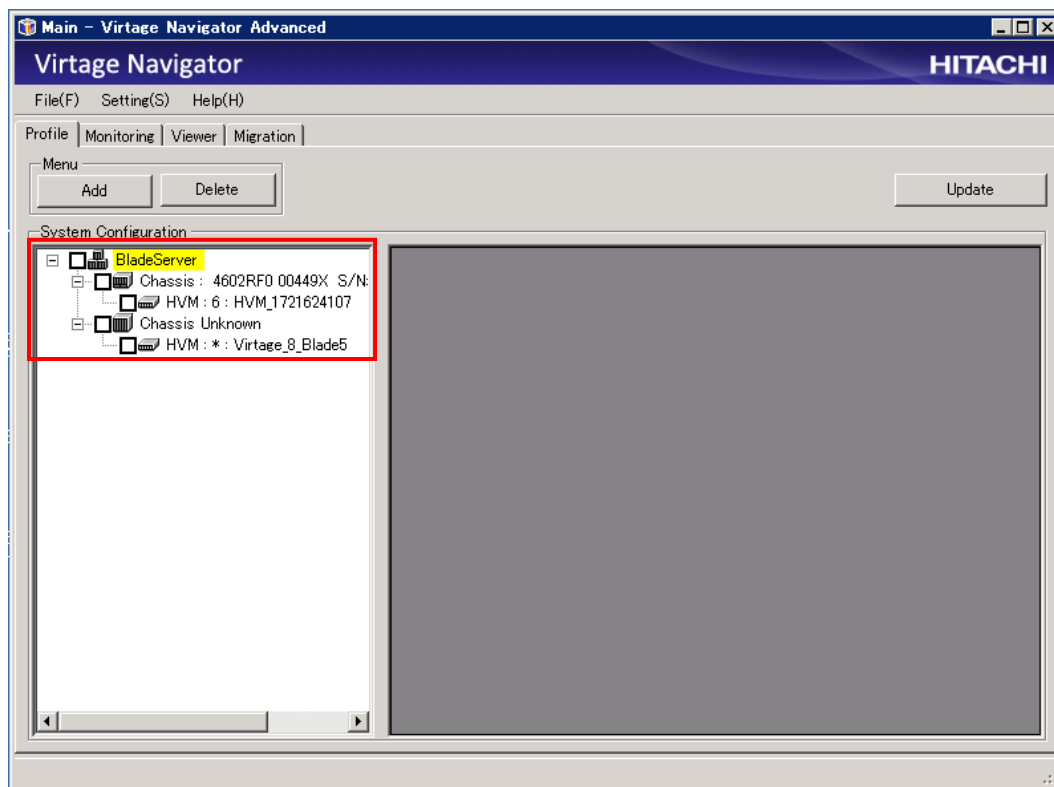 Main - Virtage Navigator Advanced
Virtage Navigator
HITACHI
File(F) Setting(S) Help(H)
Profile Monitoring Viewer Migration
Menu
Add Delete Update
System Configuration
BladeServer
Chassis : 4602RF0 00449X S/N:
HVM : 6 : HVM_1721624107
Chassis Unknown
HVM : * : Virtage_8_Blade5